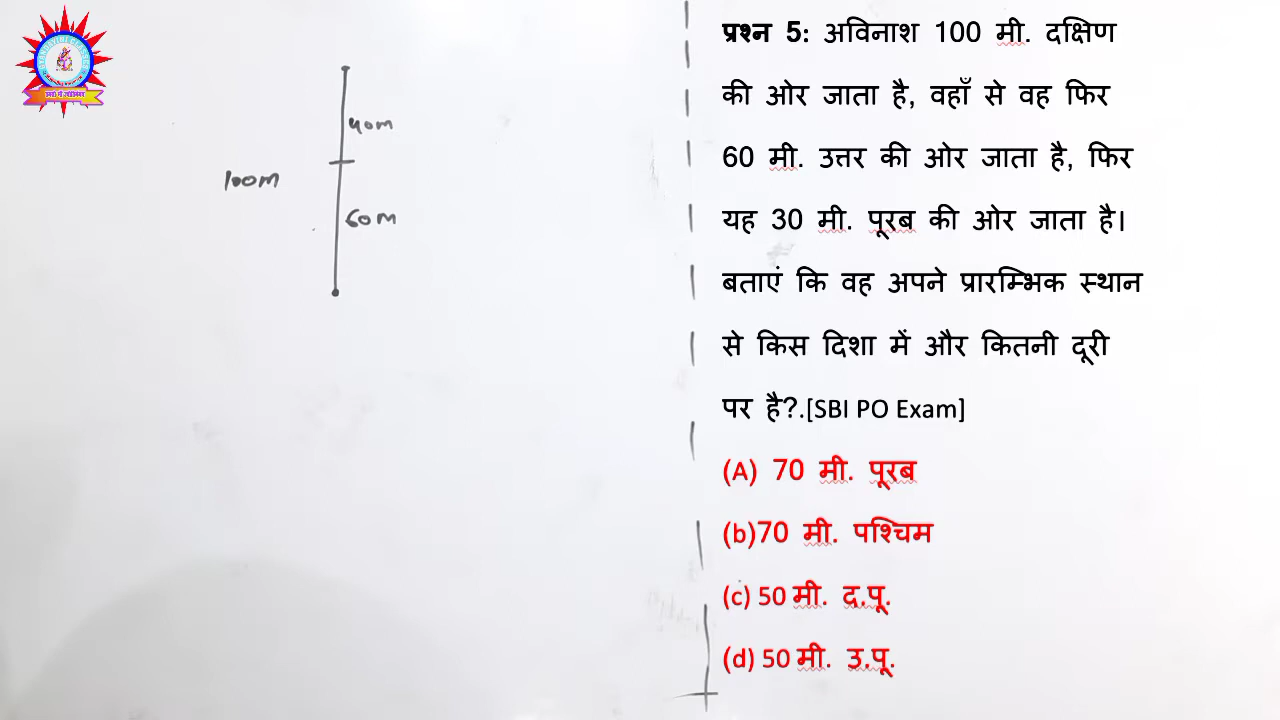 40m
100m
60m
प्रश्न 5: अविनाश 100 मी. दक्षिण
की ओर जाता है, वहाँ से वह फिर
60 मी. उत्तर की ओर जाता है, फिर
यह 30 मी. पूरब की ओर जाता है।
बताएं कि वह अपने प्रारम्भिक स्थान
से किस दिशा में और कितनी दूरी
पर है?.[SBI PO Exam]
(A) 70 मी. पूरब
(b)70 मी. पश्चिम
(c) 50 मी. द.पू.
(d) 50 मी. उ.पू.